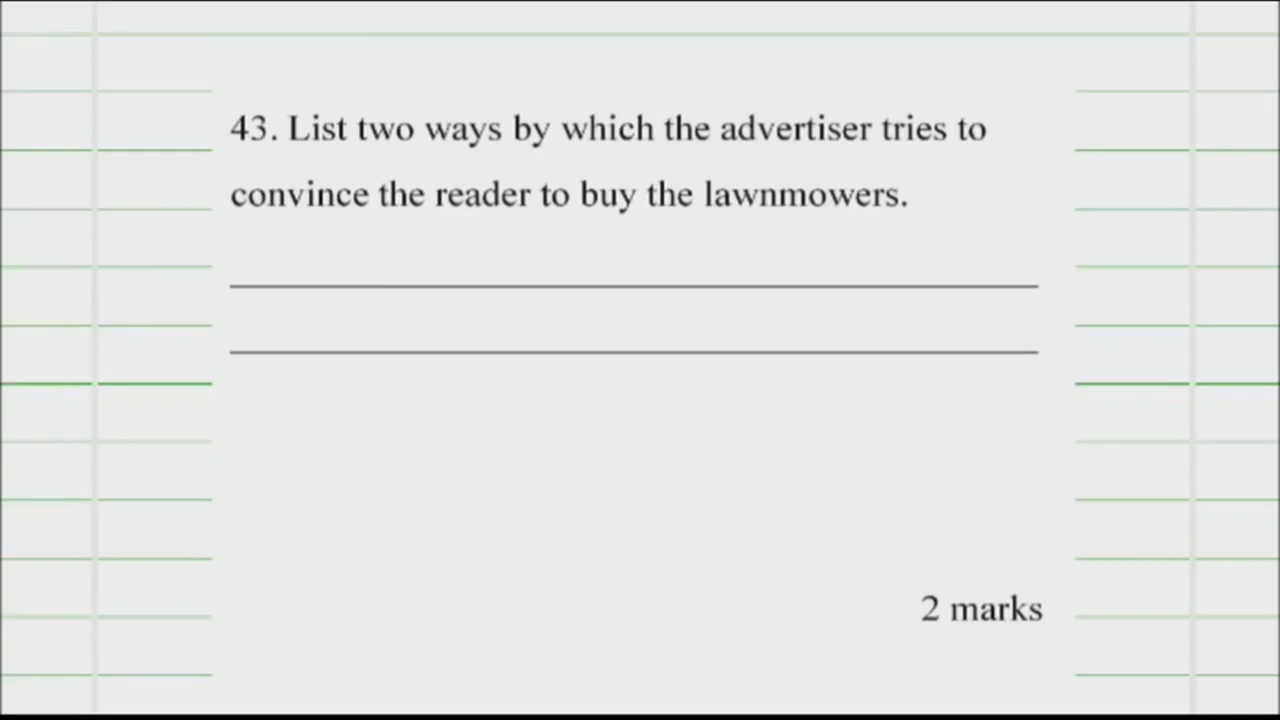 43. List two ways by which the advertiser tries to
convince the reader to buy the lawnmowers.
2 marks